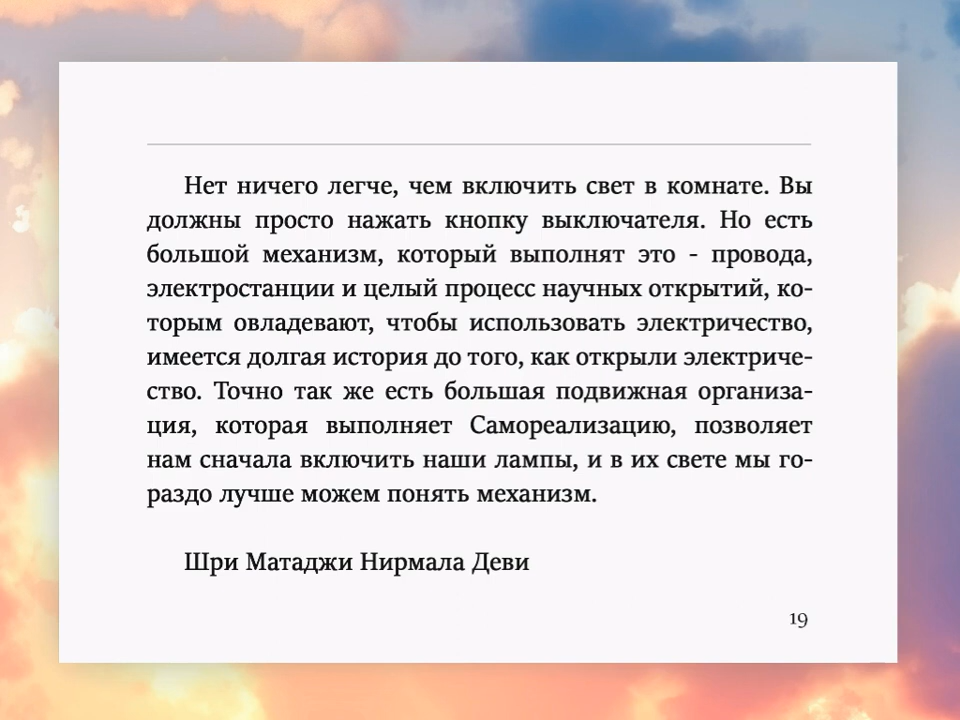 Нет ничего легче, чем включить свет в комнате. Вы
должны просто нажать кнопку выключателя. Но есть
большой механизм, который выполнят это - провода,
электростанции и целый процесс научных открытий, ко-
торым овладевают, чтобы использовать электричество,
имеется долгая история до того, как открыли электриче-
ство. Точно так же есть большая подвижная организа-
ция, которая выполняет Самореализацию, позволяет
нам сначала включить наши лампы, и в их свете мы го-
раздо лучше можем понять механизм.
Шри Матаджи Нирмала Деви
19